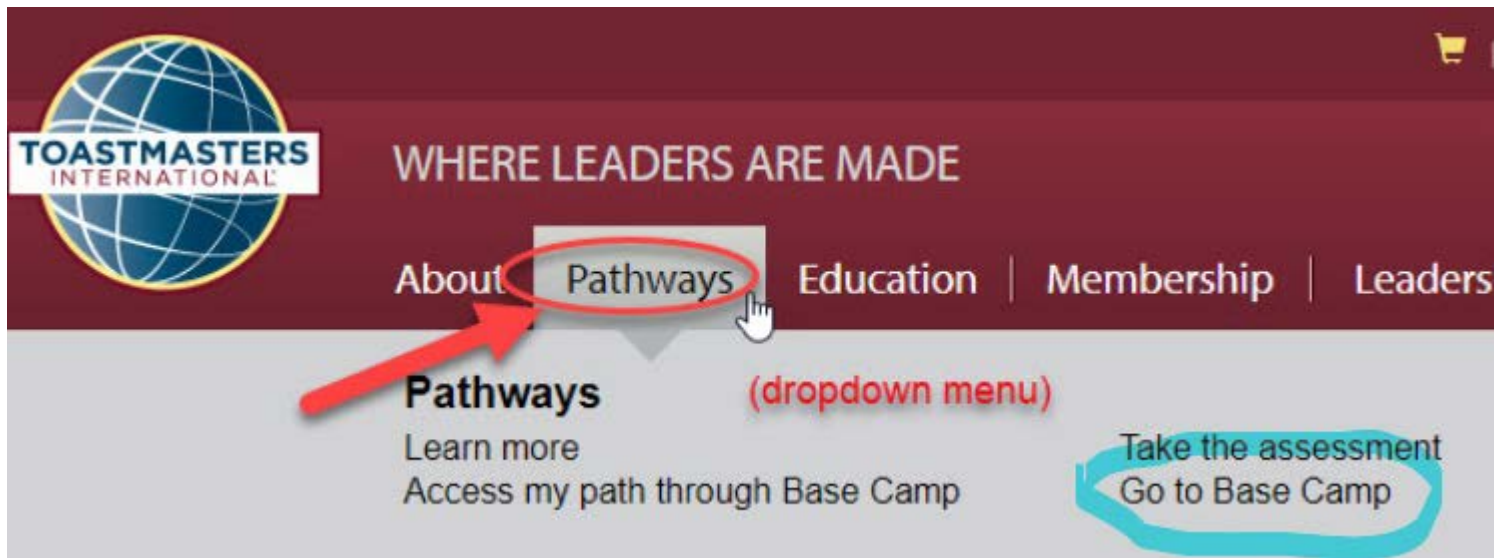 TOASTMASTERS
INTERNATIONAL
WHERE LEADERS ARE MADE
About Pathways Education | Membership | Leaders
Pathways (dropdown menu)
Learn more Take the assessment
Access my path through Base Camp Go to Base Camp